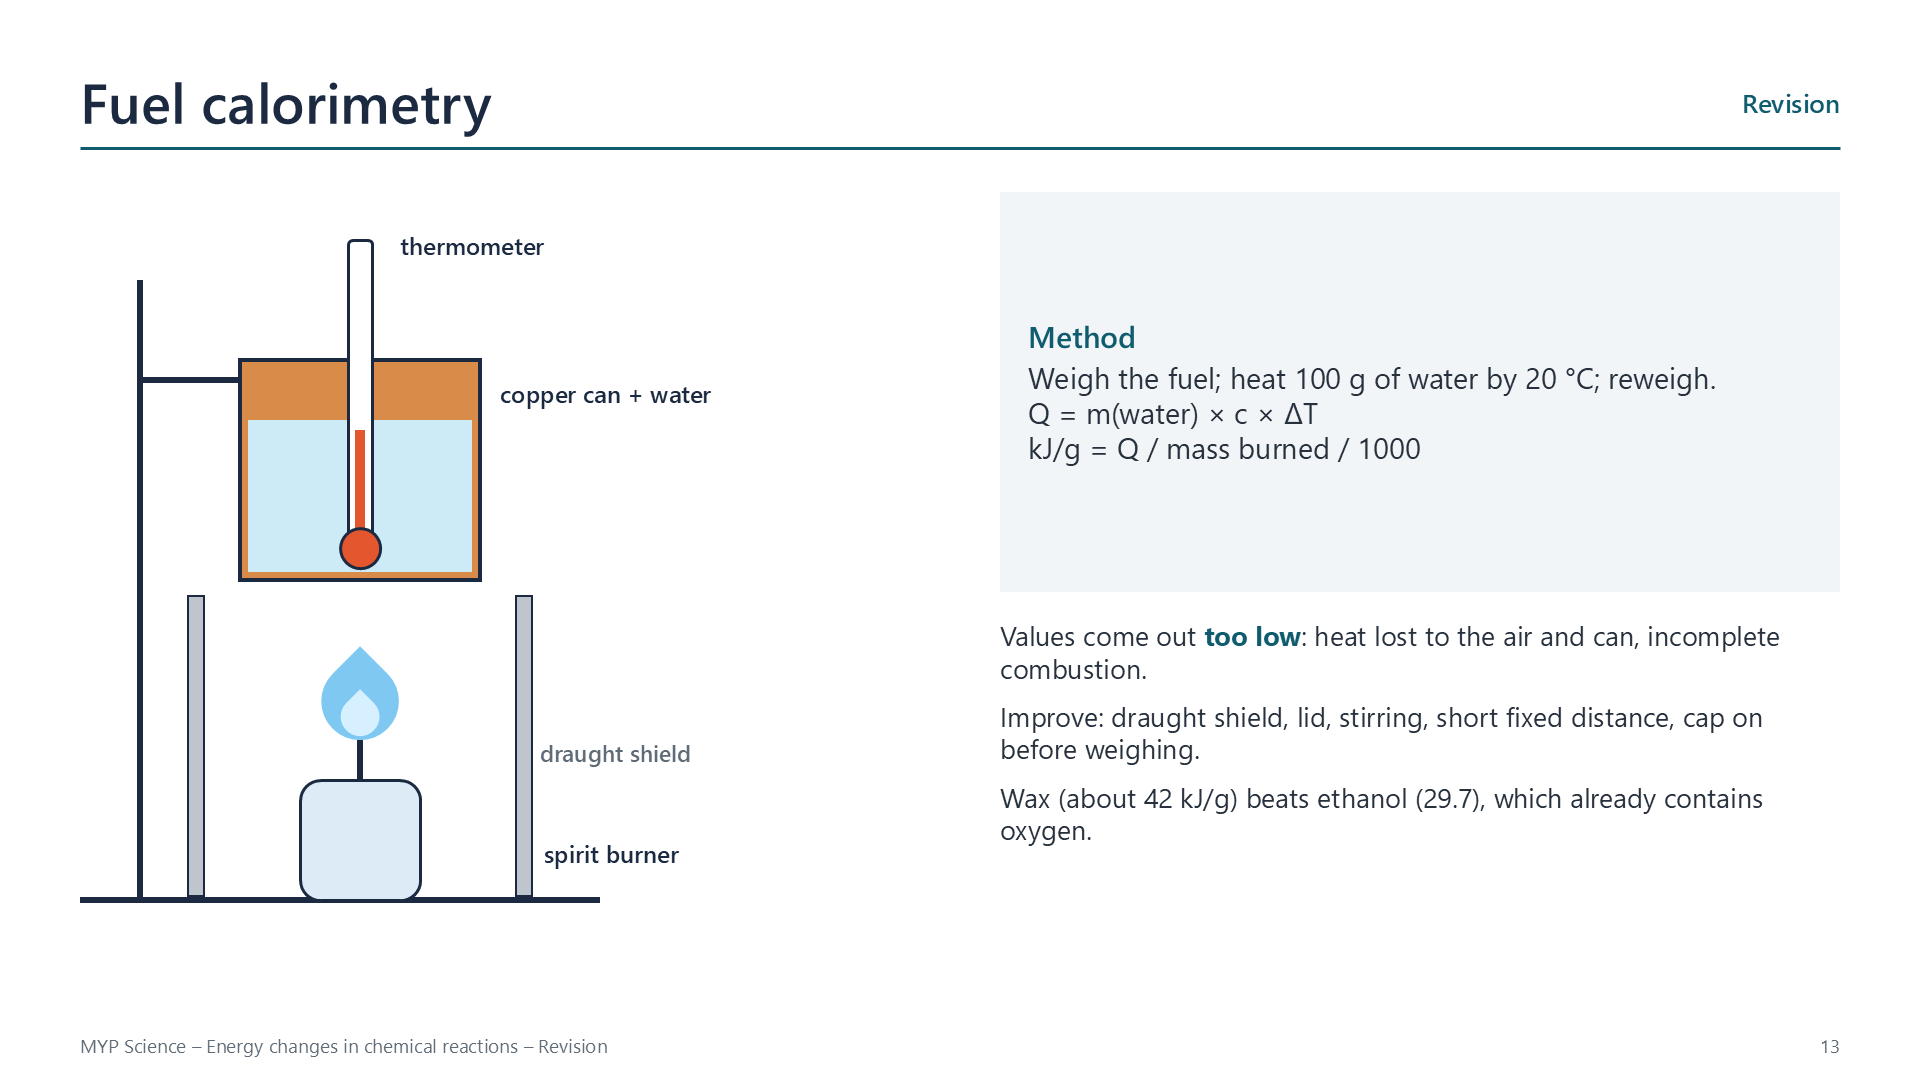 Fuel calorimetry
Revision
thermometer
copper can + water
draught shield
spirit burner
Method
Weigh the fuel; heat 100 g of water by 20 °C; reweigh.
Q = m(water) × c × ΔT
kJ/g = Q / mass burned / 1000
Values come out too low: heat lost to the air and can, incomplete
combustion.
Improve: draught shield, lid, stirring, short fixed distance, cap on
before weighing.
Wax (about 42 kJ/g) beats ethanol (29.7), which already contains
oxygen.
MYP Science – Energy changes in chemical reactions – Revision
13